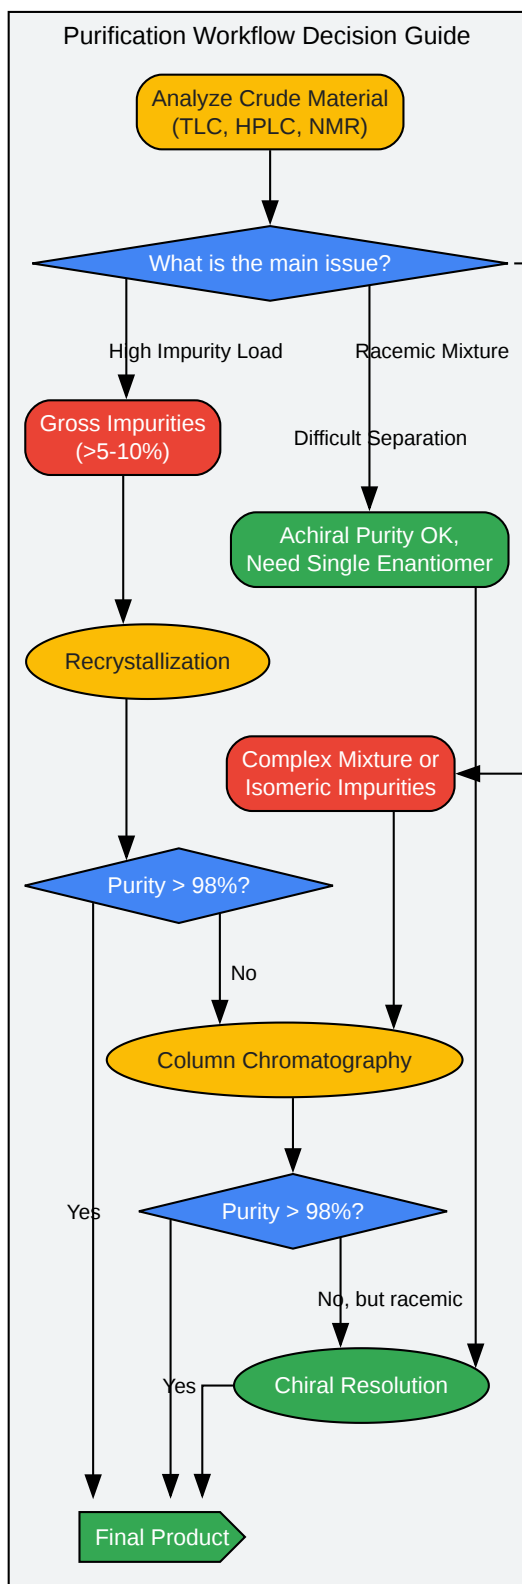 Purification Workflow Decision Guide
Analyze Crude Material
(TLC, HPLC, NMR)
What is the main issue?
High Impurity Load
Racemic Mixture
Gross Impurities
(>5-10%)
Difficult Separation
Achiral Purity OK,
Need Single Enantiomer
Recrystallization
Complex Mixture or
Isomeric Impurities
Purity > 98%?
No
Column Chromatography
Yes
Purity > 98%?
No, but racemic
Yes
Chiral Resolution
Final Product